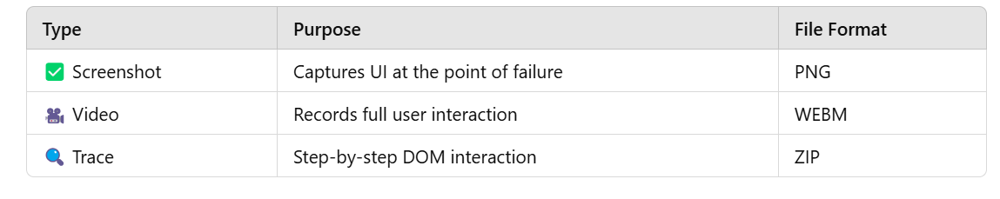 Type Purpose File Format
✅ Screenshot Captures UI at the point of failure PNG
🎥 Video Records full user interaction WEBM
🔍 Trace Step-by-step DOM interaction ZIP